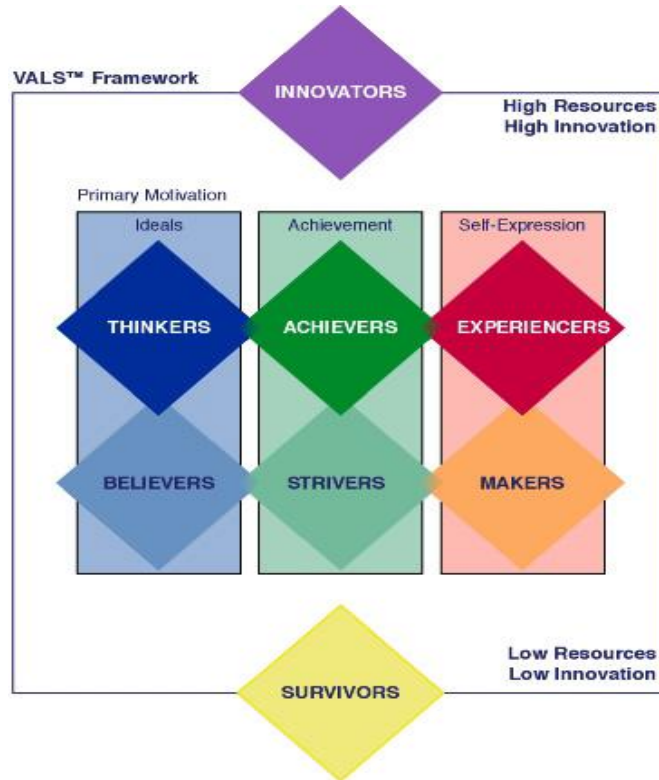 VALS™ Framework
INNOVATORS
High Resources
High Innovation
Primary Motivation
Ideals
Achievement
Self-Expression
THINKERS
ACHIEVERS
EXPERIENCERS
BELIEVERS
STRIVERS
MAKERS
Low Resources
Low Innovation
SURVIVORS